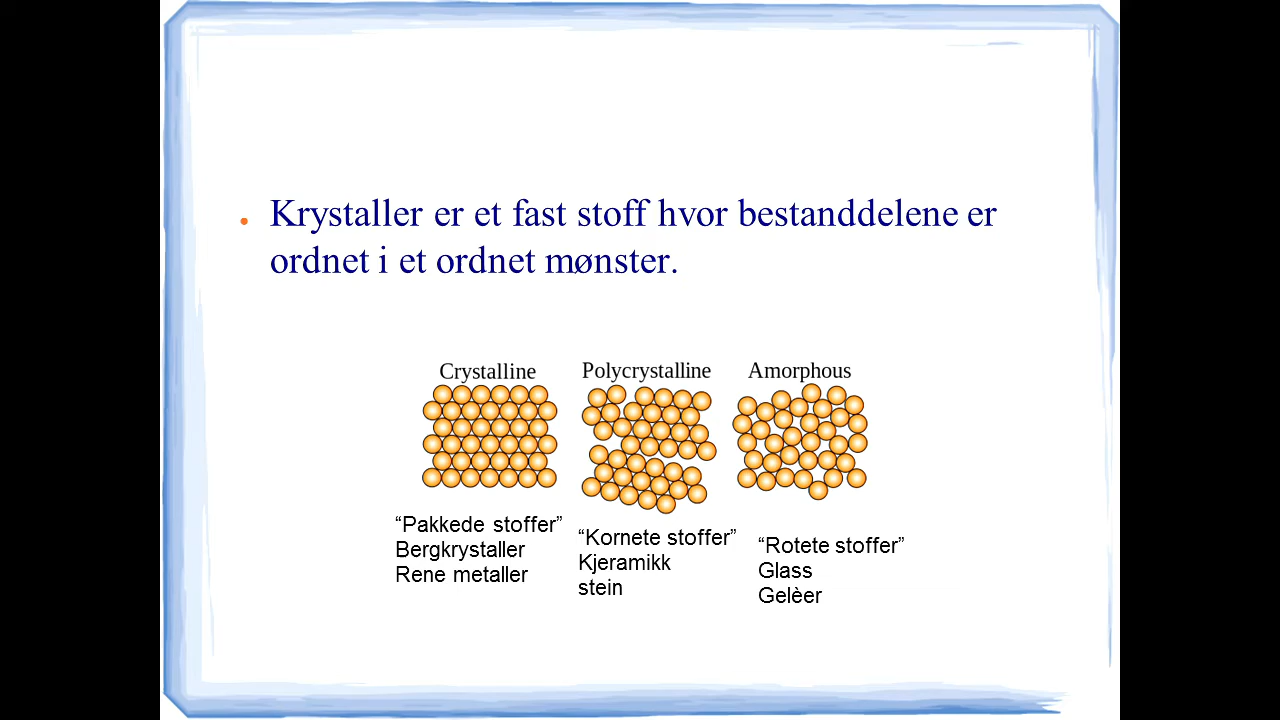 Krystaller er et fast stoff hvor bestanddelene er
ordnet i et ordnet mønster.
Crystalline
Polycrystalline
Amorphous
“Pakkede stoffer”
Bergkrystaller
Rene metaller
“Kornete stoffer”
Kjeramikk
stein
“Rotete stoffer”
Glass
Gelèer